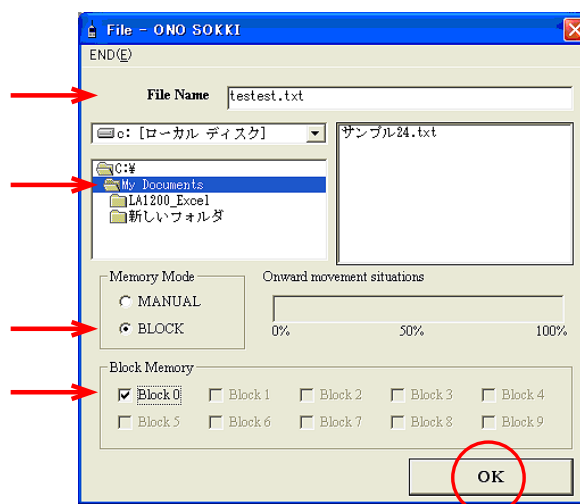 File - ONO SOKKI
END(E)
File Name testest.txt
c: [ローカル ディスク] サンプル24.txt
C:¥
My Documents
LA1200_Excel
新しいフォルダ
Memory Mode Onward movement situations
MANUAL
BLOCK 0% 50% 100%
Block Memory
Block 0 Block 1 Block 2 Block 3 Block 4
Block 5 Block 6 Block 7 Block 8 Block 9
OK